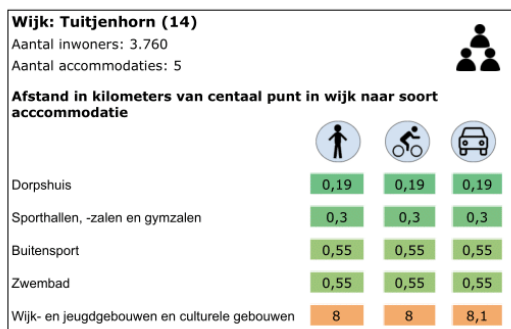 Wijk: Tuitjenhorn (14)
Aantal inwoners: 3.760
Aantal accommodaties: 5
Afstand in kilometers van centaal punt in wijk naar soort
acccommodatie
Dorpshuis 0,19 0,19 0,19
Sporthallen, -zalen en gymzalen 0,3 0,3 0,3
Buitensport 0,55 0,55 0,55
Zwembad 0,55 0,55 0,55
Wijk- en jeugdgebouwen en culturele gebouwen 8 8 8,1